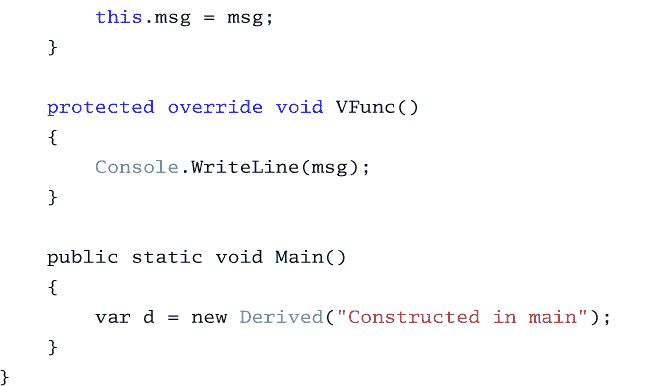 this.msg = msg;
    }

    protected override void VFunc()
    {
        Console.WriteLine(msg);
    }

    public static void Main()
    {
        var d = new Derived("Constructed in main");
    }
}